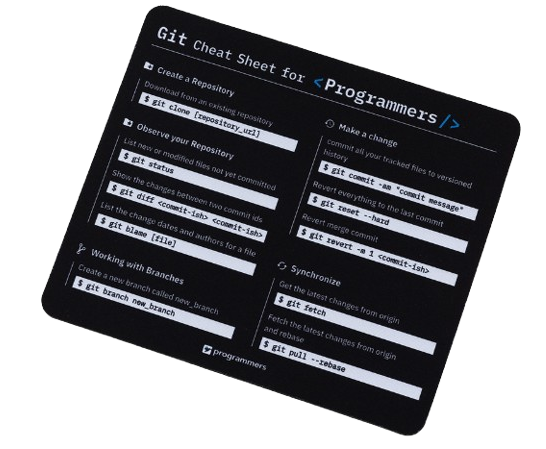 Git Cheat Sheet for <Programmers/>
Create a Repository
Download from an existing repository
$ git clone [repository_url]
Observe your Repository
List new or modified files not yet committed
$ git status
Show the changes between two commit ids
$ git diff <commit-ish> <commit-ish>
List the change dates and authors for a file
$ git blame [file]
Working with Branches
Create a new branch called new_branch
$ git branch new_branch
Make a change
commit all your tracked files to versioned
history
$ git commit -am "commit message"
Revert everything to the last commit
$ git reset --hard
Revert merge commit
$ git revert -m 1 <commit-ish>
Synchronize
Get the latest changes from origin
$ git fetch
Fetch the latest changes from origin
and rebase
$ git pull --rebase
programmers